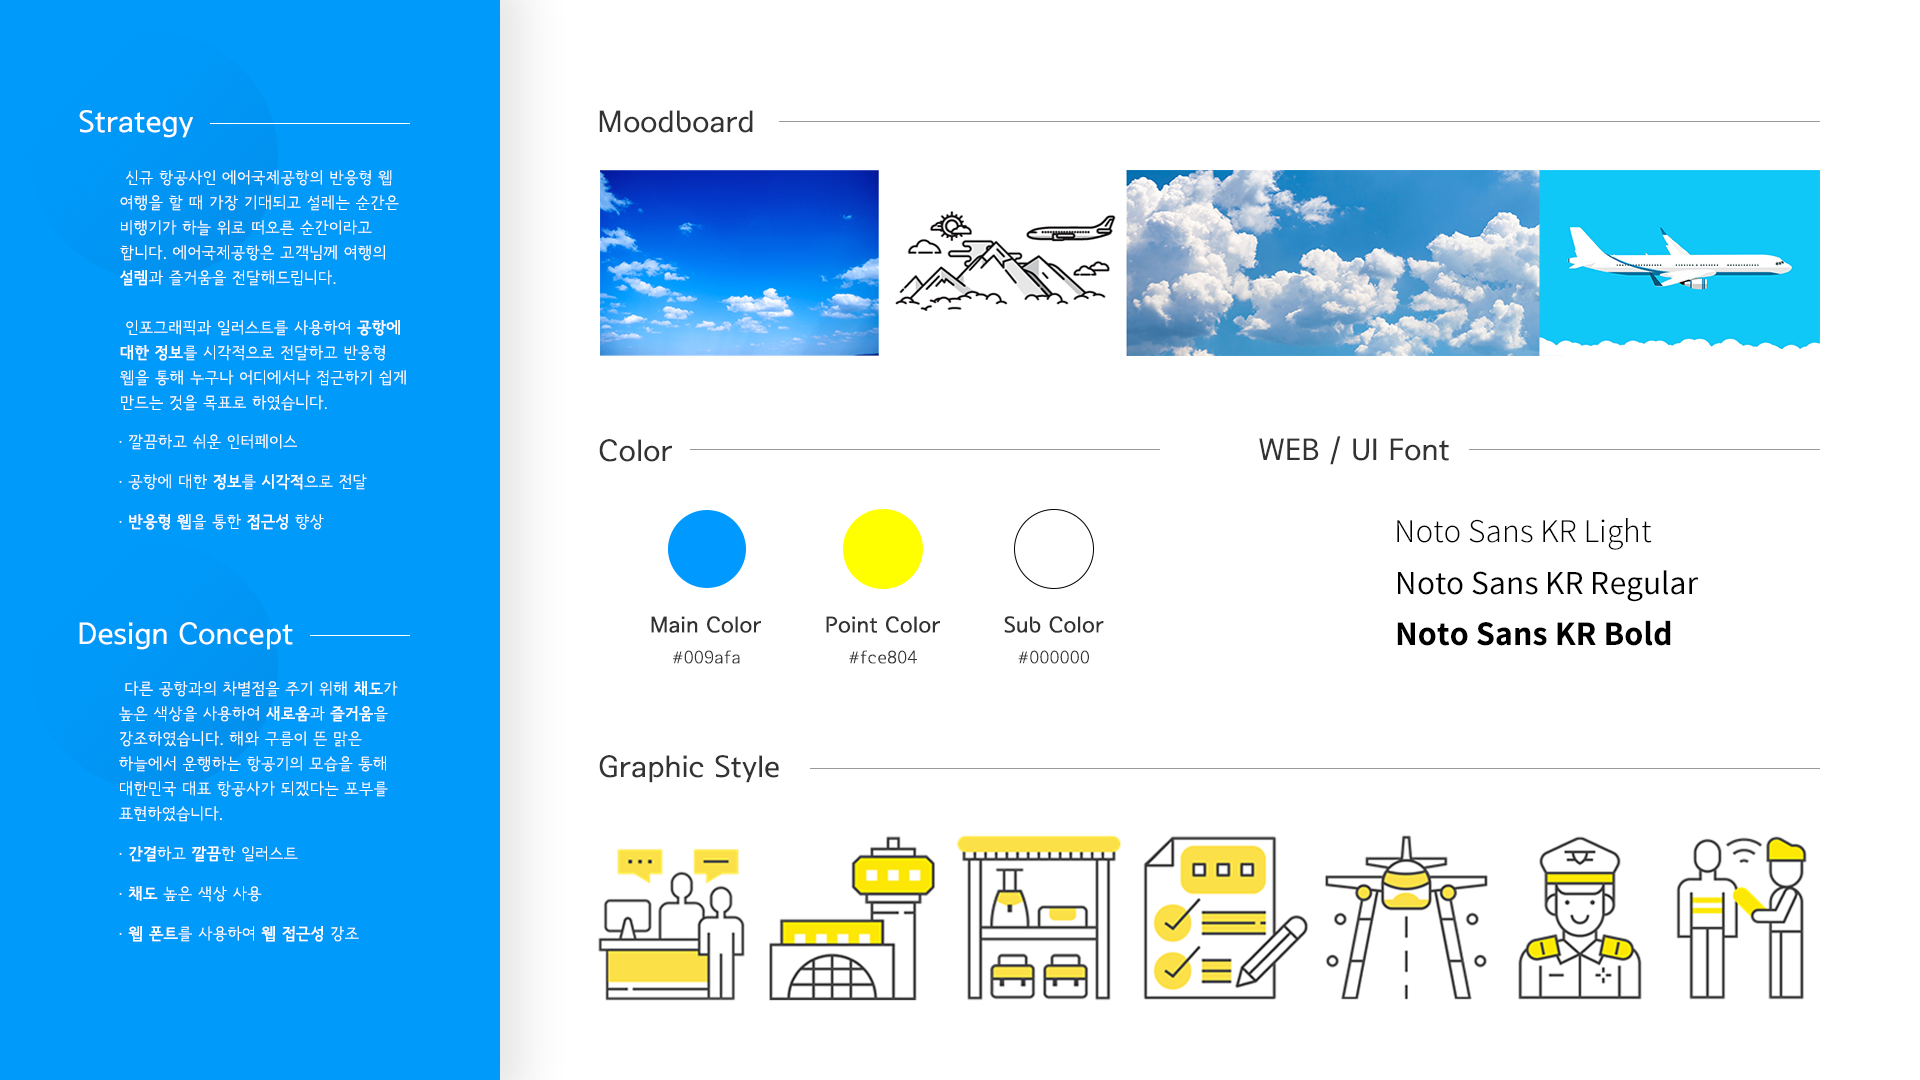 Strategy
신규 항공사인 에어국제공항의 반응형 웹
여행을 할 때 가장 기대되고 설레는 순간은
비행기가 하늘 위로 떠오른 순간이라고
합니다. 에어국제공항은 고객님께 여행의
설렘과 즐거움을 전달해드립니다.
인포그래픽과 일러스트를 사용하여 공항에
대한 정보를 시각적으로 전달하고 반응형
웹을 통해 누구나 어디에서나 접근하기 쉽게
만드는 것을 목표로 하였습니다.
· 깔끔하고 쉬운 인터페이스
· 공항에 대한 정보를 시각적으로 전달
· 반응형 웹을 통한 접근성 향상
Design Concept
다른 공항과의 차별점을 주기 위해 채도가
높은 색상을 사용하여 새로움과 즐거움을
강조하였습니다. 해와 구름이 뜬 맑은
하늘에서 운행하는 항공기의 모습을 통해
대한민국 대표 항공사가 되겠다는 포부를
표현하였습니다.
· 간결하고 깔끔한 일러스트
· 채도 높은 색상 사용
· 웹 폰트를 사용하여 웹 접근성 강조
Moodboard
Color
Main Color
#009afa
Point Color
#fce804
Sub Color
#000000
WEB / UI Font
Noto Sans KR Light
Noto Sans KR Regular
Noto Sans KR Bold
Graphic Style